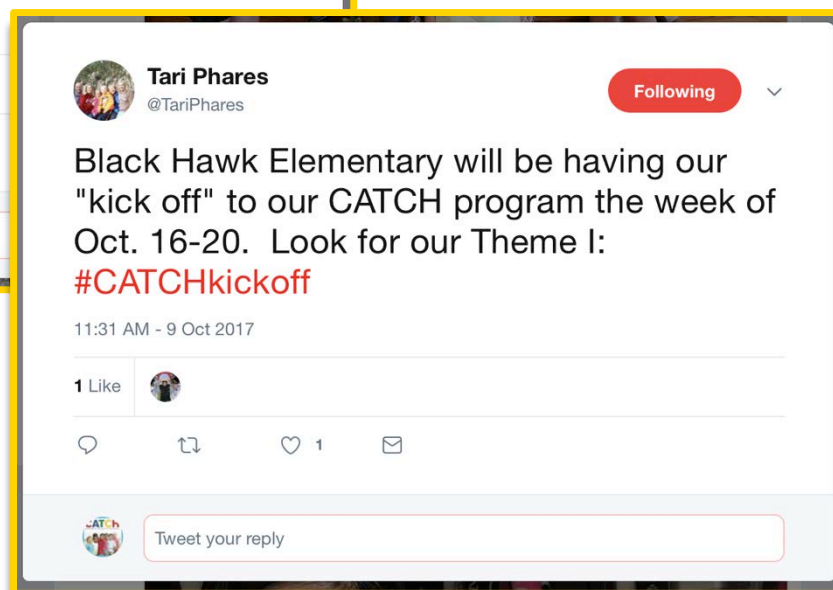 Tari Phares
@TariPhares
Following
Black Hawk Elementary will be having our
"kick off" to our CATCH program the week of
Oct. 16-20. Look for our Theme I:
#CATCHkickoff
11:31 AM - 9 Oct 2017
1 Like
1
CATCH
Tweet your reply